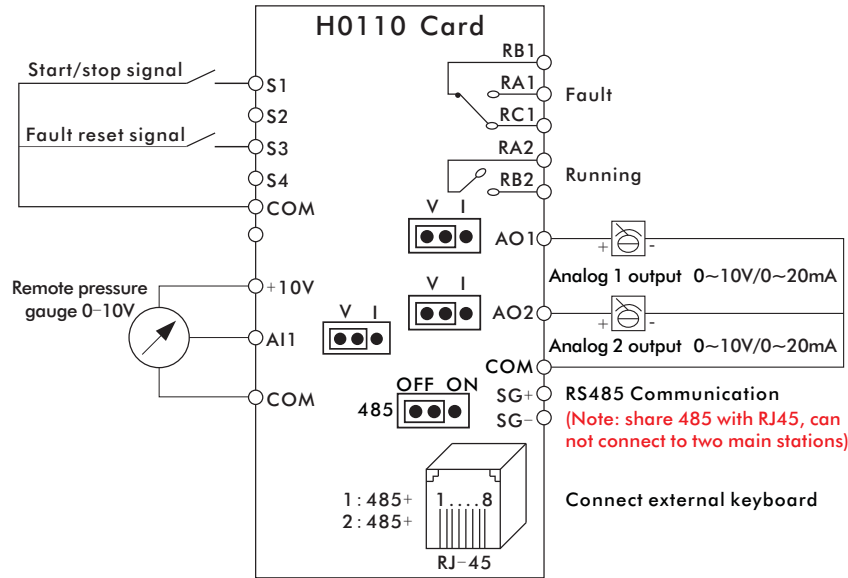 H0110 Card
Start/stop signal
S1
S2
Fault reset signal
S3
S4
COM
Remote pressure
gauge 0-10V
+10V
AI1
COM
V I
RB1
RA1
RC1
Fault
RA2
RB2
Running
V I
AO1
+ -
Analog 1 output 0~10V/0~20mA
V I
AO2
+ -
Analog 2 output 0~10V/0~20mA
COM
OFF ON
485
SG+
SG-
RS485 Communication
(Note: share 485 with RJ45, can
not connect to two main stations)
1:485+
2:485+
1....8
RJ-45
Connect external keyboard